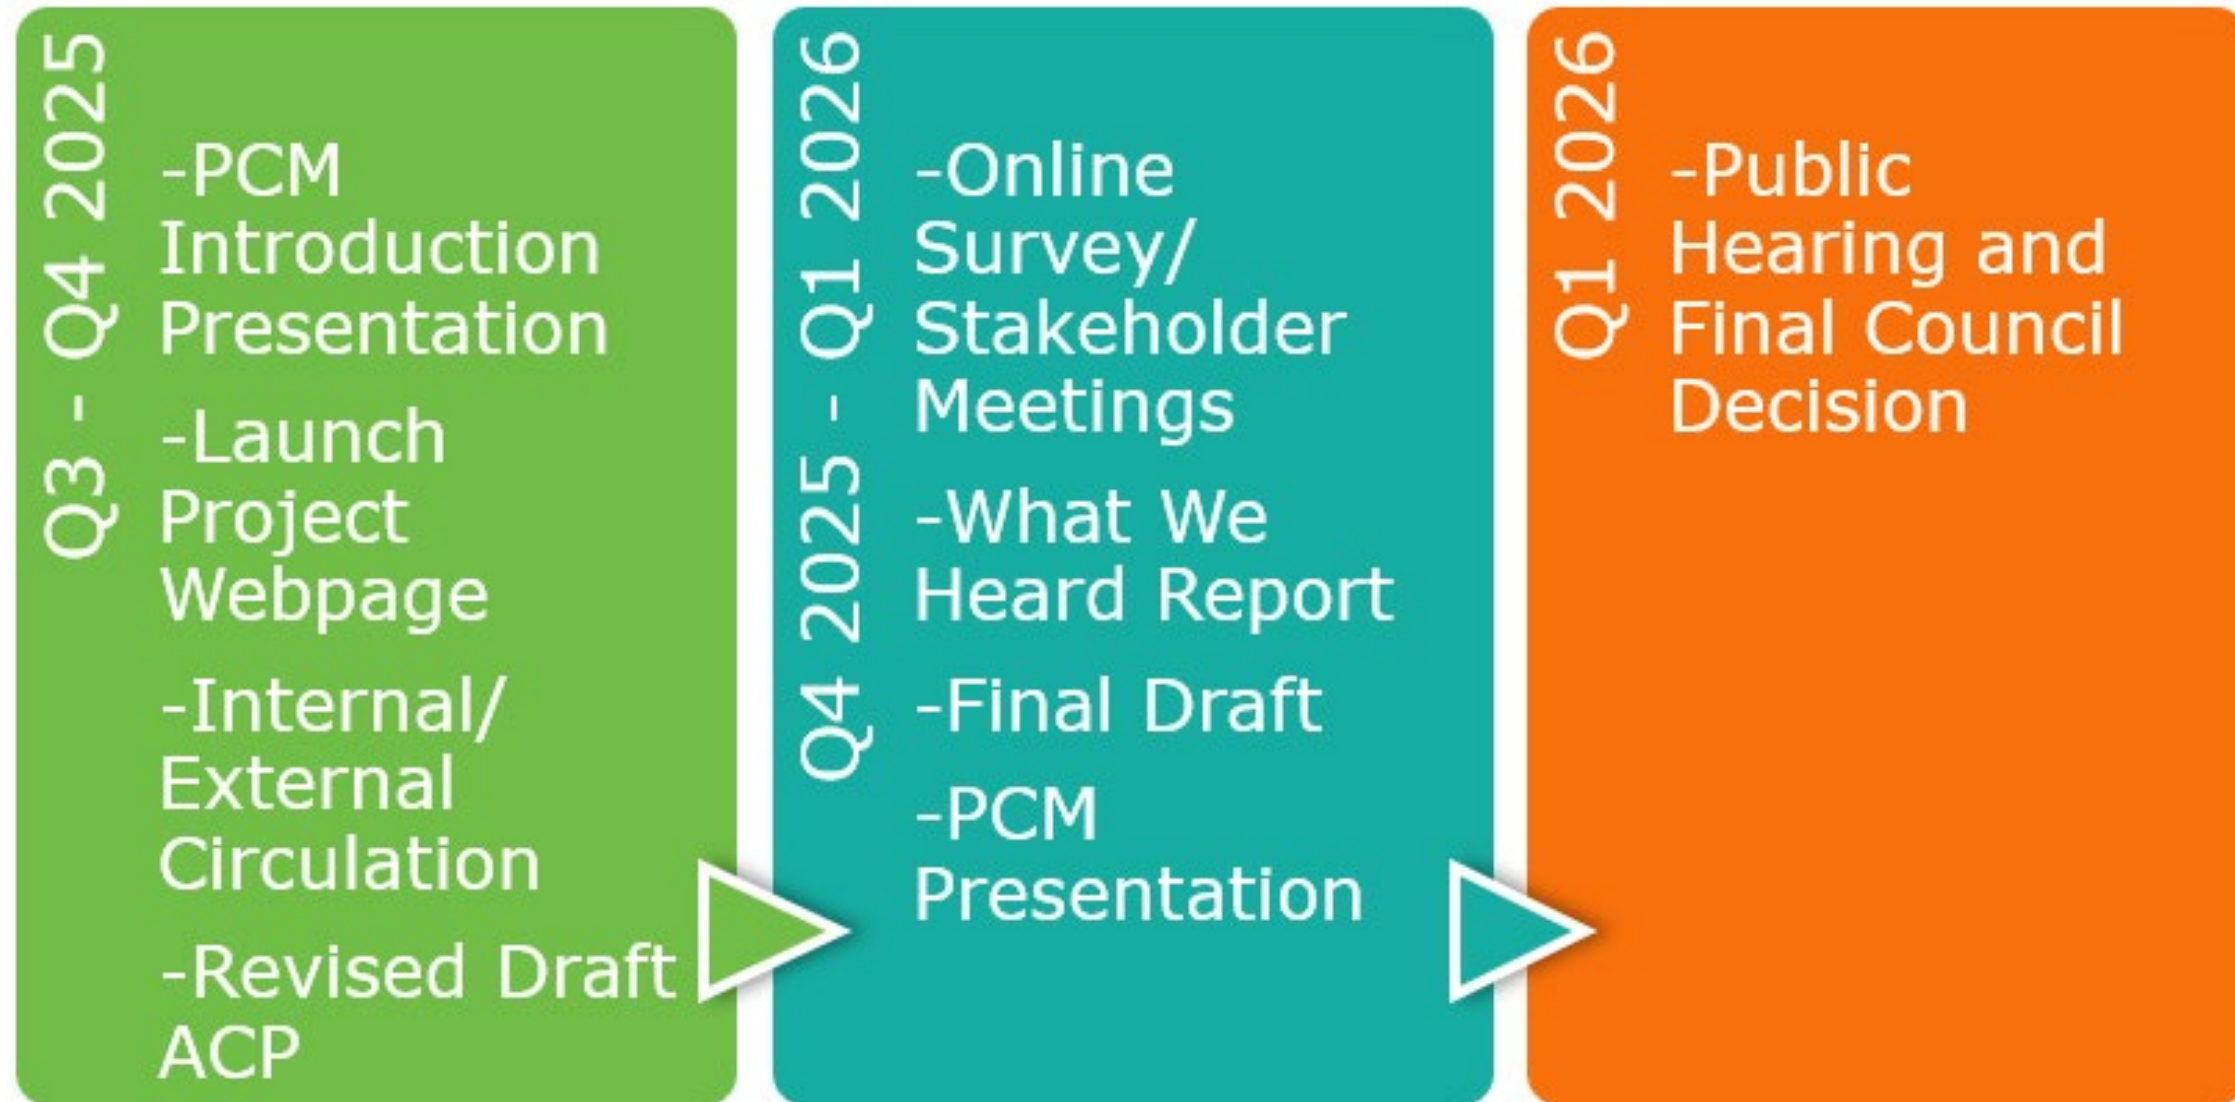 Q3 - Q4 2025
-PCM
Introduction
Presentation
-Launch
Project
Webpage
-Internal/
External
Circulation
-Revised Draft
ACP
Q4 2025 - Q1 2026
-Online
Survey/
Stakeholder
Meetings
-What We
Heard Report
-Final Draft
-PCM
Presentation
Q1 2026
-Public
Hearing and
Final Council
Decision